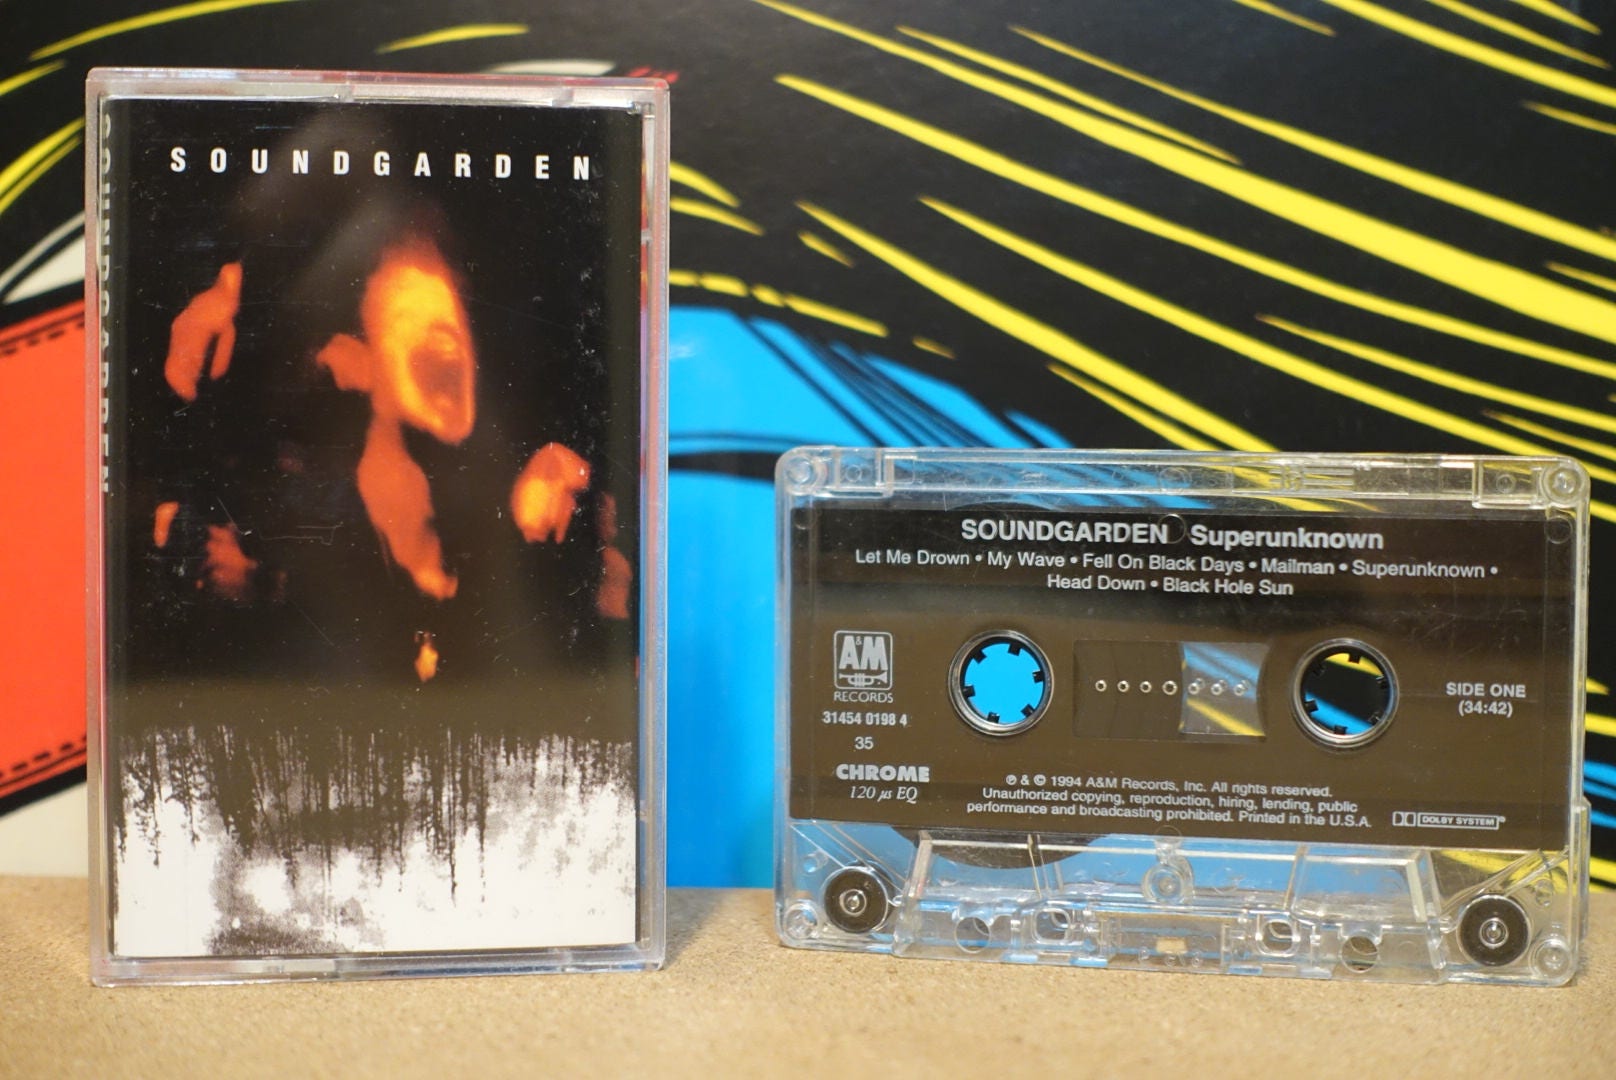 SOUNDGARDEN
SOUNDGARDEN
SOUNDGARDEN Superunknown
Let Me Drown • My Wave • Fell On Black Days • Mailman • Superunknown •
Head Down • Black Hole Sun
A&M
RECORDS
31454 0198 4
35
CHROME
120 µs EQ
SIDE ONE
(34:42)
℗ & © 1994 A&M Records, Inc. All rights reserved.
Unauthorized copying, reproduction, hiring, lending, public
performance and broadcasting prohibited. Printed in the U.S.A.
DOLBY SYSTEM®